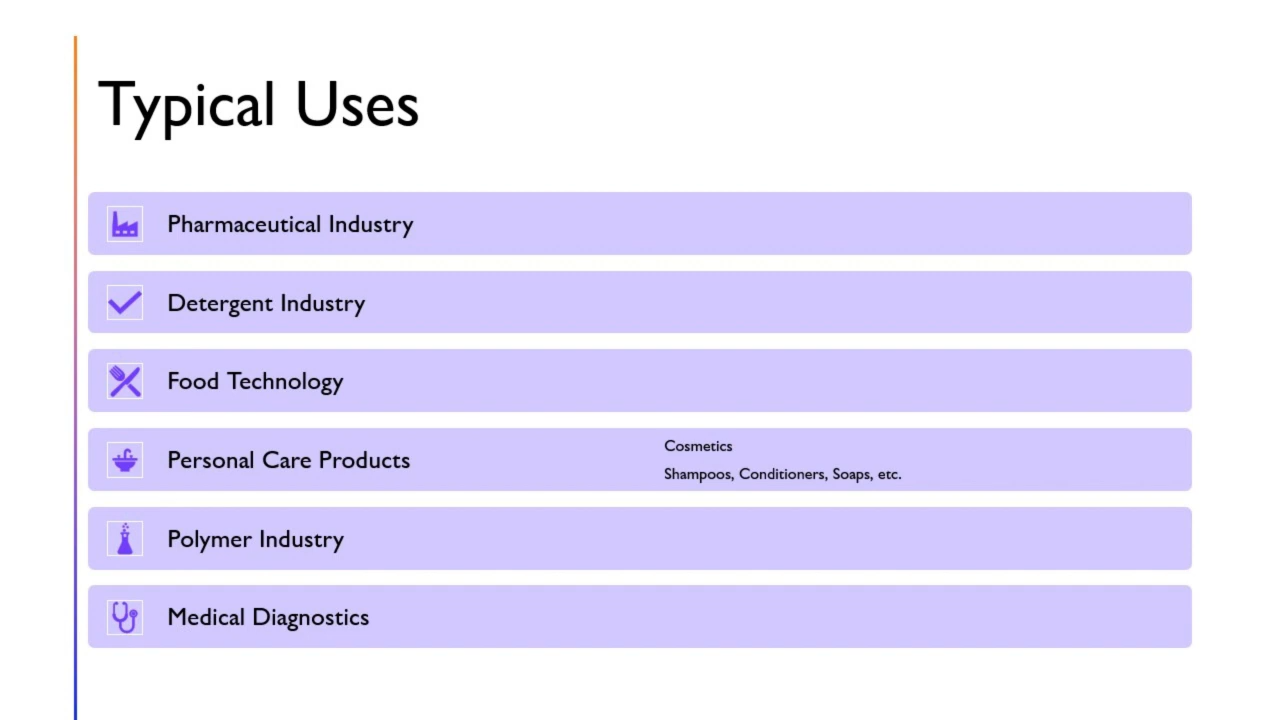 Typical Uses
Pharmaceutical Industry
Detergent Industry
Food Technology
Personal Care Products
Cosmetics
Shampoos, Conditioners, Soaps, etc.
Polymer Industry
Medical Diagnostics